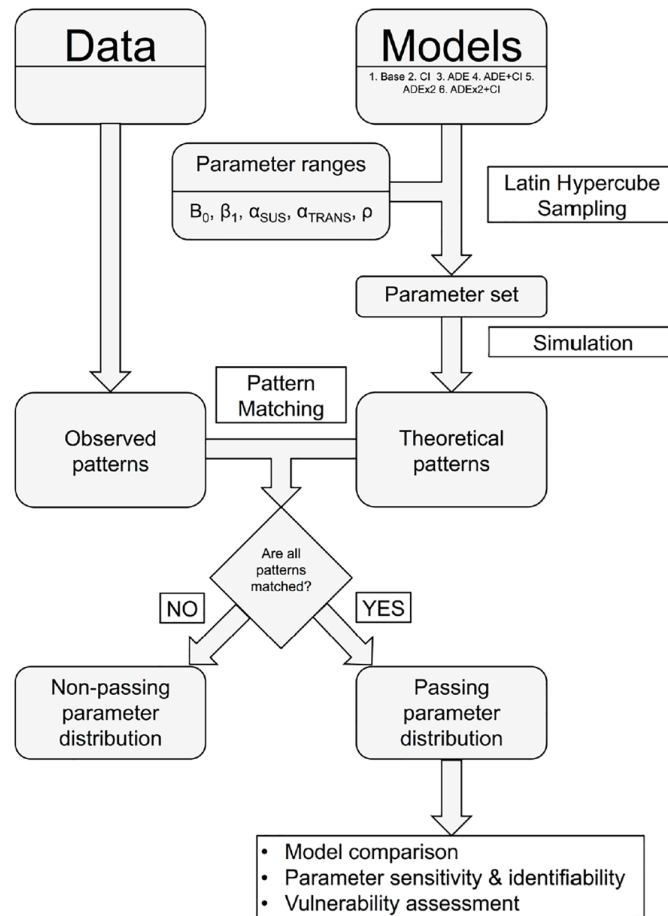 Data
Models
1. Base 2. CI 3. ADE 4. ADE+CI 5.
ADEx2 6. ADEx2+CI
Parameter ranges
B₀, β₁, α_SUS, α_TRANS, ρ
Latin Hypercube
Sampling
Parameter set
Simulation
Pattern
Matching
Observed
patterns
Theoretical
patterns
Are all
patterns
matched?
NO
YES
Non-passing
parameter
distribution
Passing
parameter
distribution
• Model comparison
• Parameter sensitivity & identifiability
• Vulnerability assessment